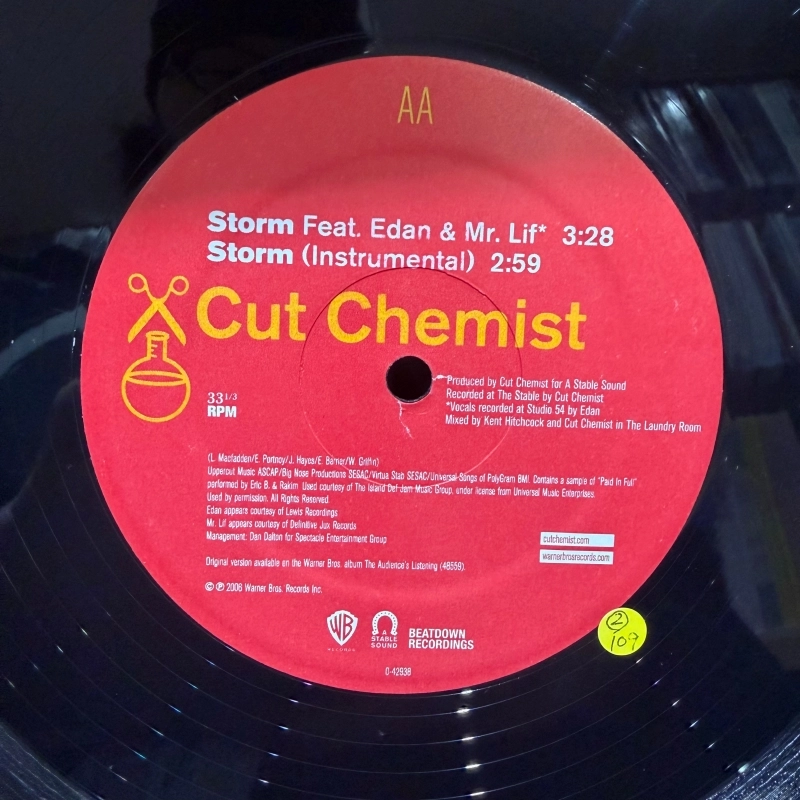 AA
Storm Feat. Edan & Mr. Lif* 3:28
Storm (Instrumental) 2:59
Cut Chemist
33 1/3
RPM
Produced by Cut Chemist for A Stable Sound
Recorded at The Stable by Cut Chemist
*Vocals recorded at Studio 54 by Edan
Mixed by Kent Hitchcock and Cut Chemist in The Laundry Room
(L. Macfadden/E. Portnoy/J. Hayes/E. Barrier/W. Griffin)
Uppercut Music ASCAP/Big Nose Productions SESAC/Virtua Stab SESAC/Universal-Songs of PolyGram BMI. Contains a sample of "Paid In Full"
performed by Eric B. & Rakim. Used courtesy of The Island Def Jam Music Group, under license from Universal Music Enterprises.
Used by permission. All Rights Reserved.
Edan appears courtesy of Lewis Recordings
Mr. Lif appears courtesy of Definitive Jux Records
Management: Dan Dalton for Spectacle Entertainment Group
cutchemist.com
warnerbrosrecords.com
Original version available on the Warner Bros. album The Audience's Listening (48559).
© ℗ 2006 Warner Bros. Records Inc.
WB
RECORDS
A
STABLE
SOUND
BEATDOWN
RECORDINGS
0-42938
2
109